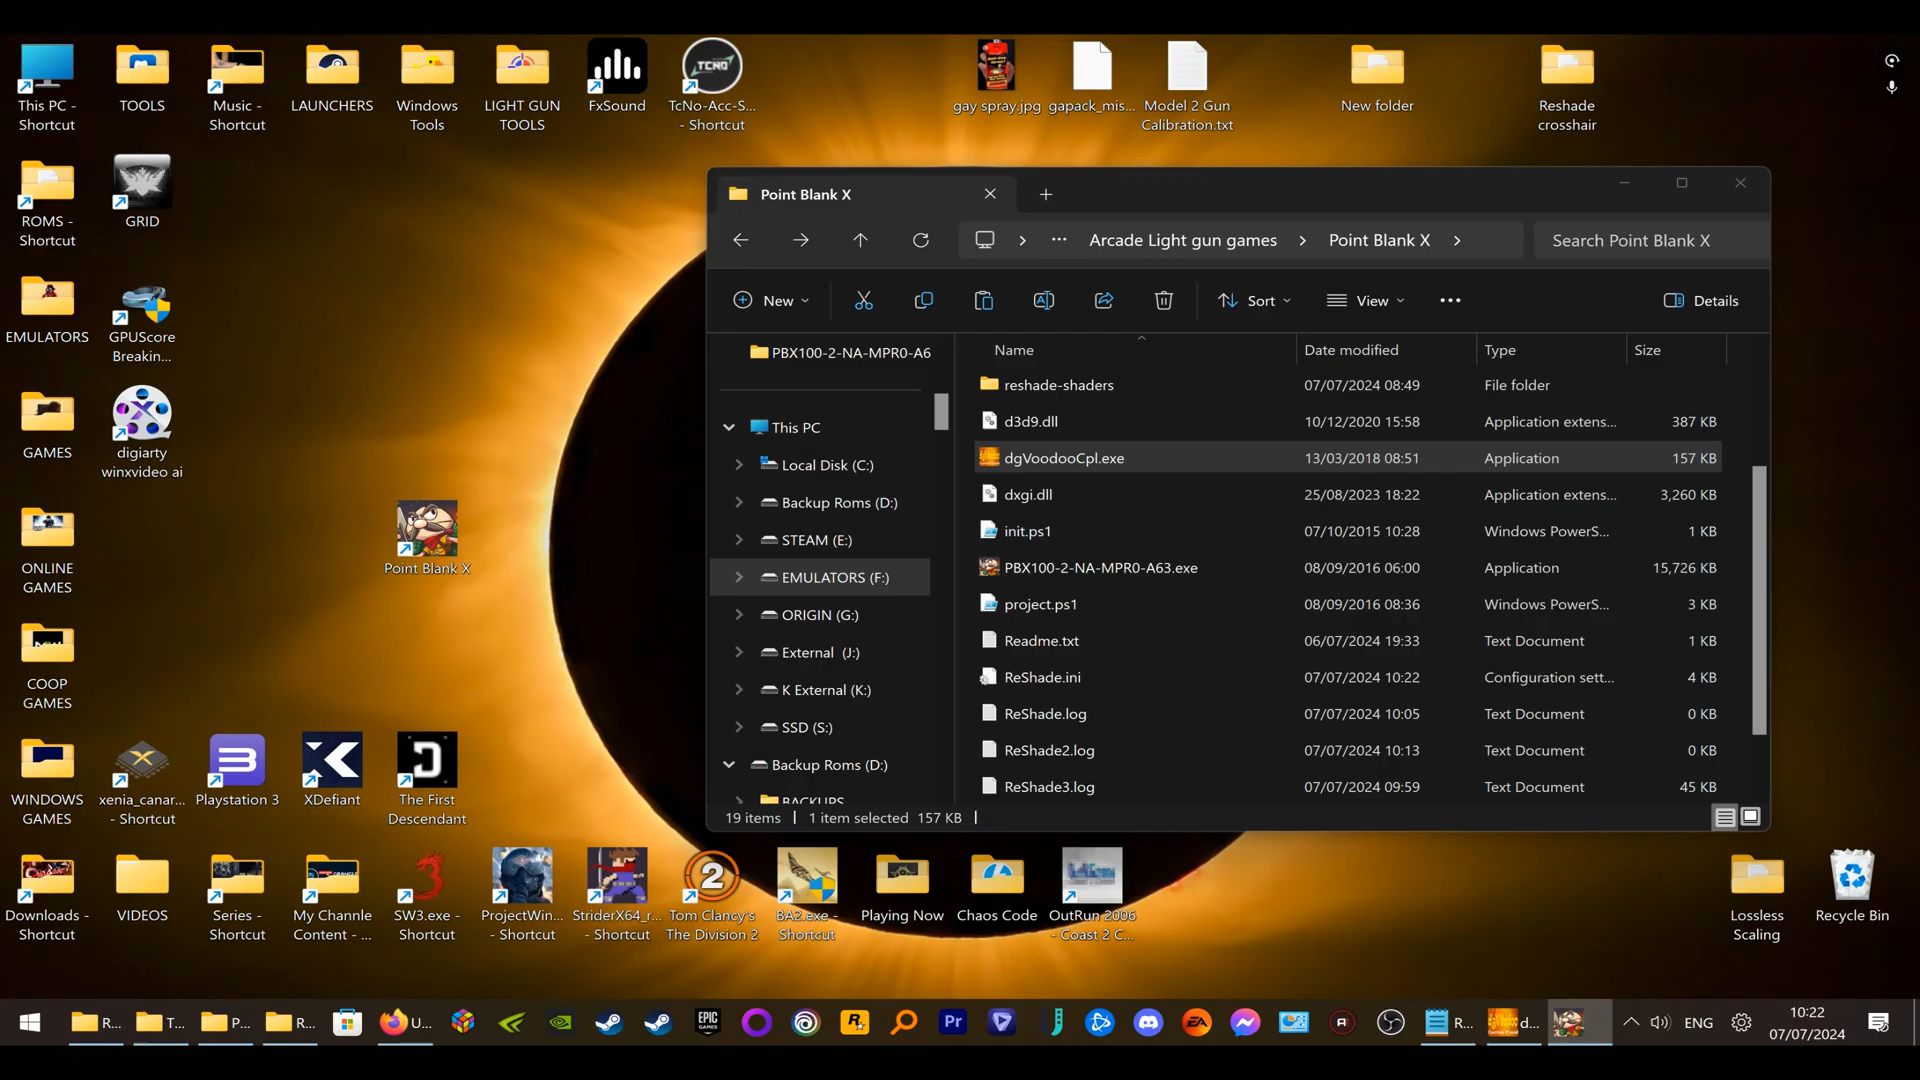 This PC -
Shortcut
TOOLS
Music -
Shortcut
LAUNCHERS
Windows
Tools
LIGHT GUN
TOOLS
FxSound
TCNO
TcNo-Acc-S...
- Shortcut
gay spray.jpg
gapack_mis...
Model 2 Gun
Calibration.txt
New folder
Reshade
crosshair
ROMS -
Shortcut
GRID
EMULATORS
GPUScore
Breakin...
GAMES
digiarty
winxvideo ai
ONLINE
GAMES
Point Blank X
COOP
GAMES
WINDOWS
GAMES
xenia_canar...
- Shortcut
Playstation 3
XDefiant
The First
Descendant
Point Blank X
Arcade Light gun games
Point Blank X
Search Point Blank X
New
Sort
View
Details
PBX100-2-NA-MPR0-A6
This PC
Local Disk (C:)
Backup Roms (D:)
STEAM (E:)
EMULATORS (F:)
ORIGIN (G:)
External (J:)
K External (K:)
SSD (S:)
Backup Roms (D:)
BACKUPS
Name Date modified Type Size
reshade-shaders 07/07/2024 08:49 File folder
d3d9.dll 10/12/2020 15:58 Application extens... 387 KB
dgVoodooCpl.exe 13/03/2018 08:51 Application 157 KB
dxgi.dll 25/08/2023 18:22 Application extens... 3,260 KB
init.ps1 07/10/2015 10:28 Windows PowerS... 1 KB
PBX100-2-NA-MPR0-A63.exe 08/09/2016 06:00 Application 15,726 KB
project.ps1 08/09/2016 08:36 Windows PowerS... 3 KB
Readme.txt 06/07/2024 19:33 Text Document 1 KB
ReShade.ini 07/07/2024 10:22 Configuration sett... 4 KB
ReShade.log 07/07/2024 10:05 Text Document 0 KB
ReShade2.log 07/07/2024 10:13 Text Document 0 KB
ReShade3.log 07/07/2024 09:59 Text Document 45 KB
19 items 1 item selected 157 KB
Downloads -
Shortcut
VIDEOS
Series -
Shortcut
My Channle
Content - ...
SW3.exe -
Shortcut
ProjectWin...
- Shortcut
StriderX64_r...
- Shortcut
Tom Clancy's
The Division 2
BA2.exe -
Shortcut
Playing Now
Chaos Code
OutRun 2006
- Coast 2 C...
Lossless
Scaling
Recycle Bin
R...
T...
P...
R...
U...
EPIC
GAMES
Pr
EA
R...
d...
ENG
10:22
07/07/2024